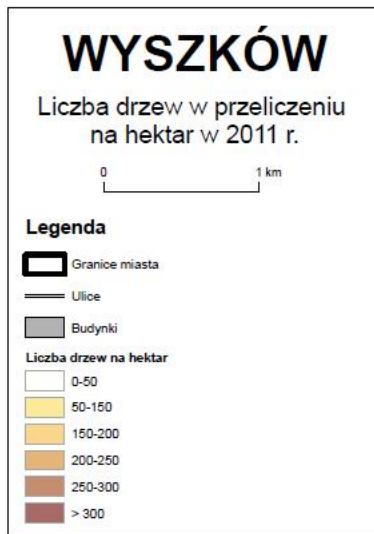 WYSZKÓW
Liczba drzew w przeliczeniu
na hektar w 2011 r.
0 1 km
Legenda
Granice miasta
Ulice
Budynki
Liczba drzew na hektar
0-50
50-150
150-200
200-250
250-300
> 300